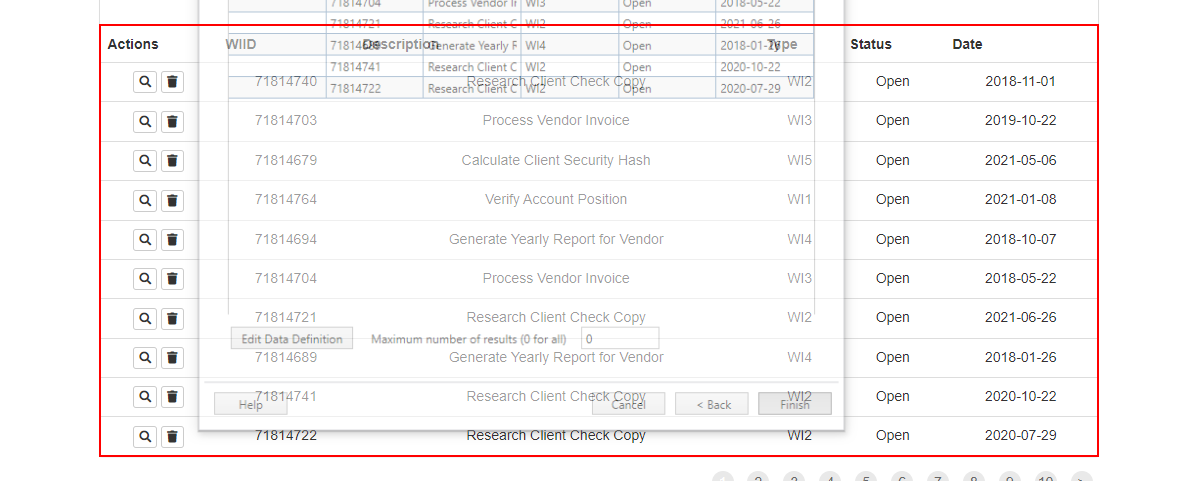 71814704 Process Vendor I WI3 Open 2018-05-22
71814721 Research Client C WI2 Open 2021-06-26
Actions WIID Description Type Status Date
71814689 Generate Yearly R WI4 Open 2018-01-26
71814741 Research Client C WI2 Open 2020-10-22
71814740 Research Client Check Copy WI2 Open 2018-11-01
71814722 Research Client C WI2 Open 2020-07-29
71814703 Process Vendor Invoice WI3 Open 2019-10-22
71814679 Calculate Client Security Hash WI5 Open 2021-05-06
71814764 Verify Account Position WI1 Open 2021-01-08
71814694 Generate Yearly Report for Vendor WI4 Open 2018-10-07
71814704 Process Vendor Invoice WI3 Open 2018-05-22
71814721 Research Client Check Copy WI2 Open 2021-06-26
Edit Data Definition Maximum number of results (0 for all) 0
71814689 Generate Yearly Report for Vendor WI4 Open 2018-01-26
71814741 Research Client Check Copy WI2 Open 2020-10-22
Help Cancel < Back Finish
71814722 Research Client Check Copy WI2 Open 2020-07-29
1 2 3 4 5 6 7 8 9 10 >